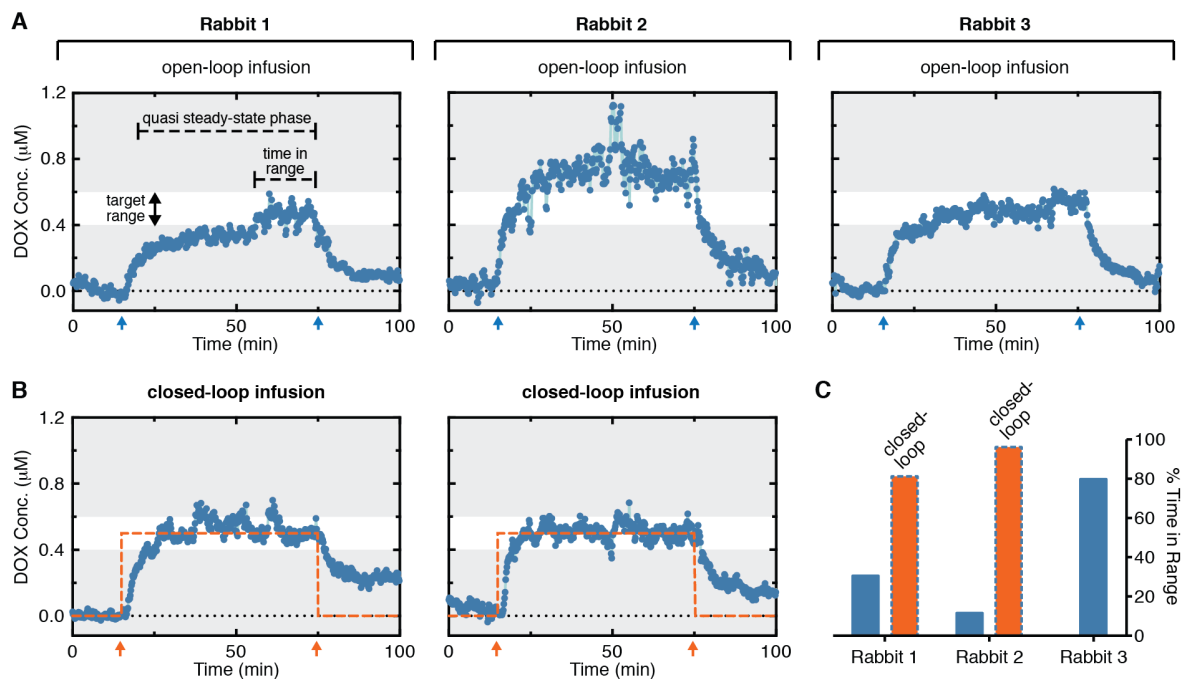 A
Rabbit 1
Rabbit 2
Rabbit 3
open-loop infusion
open-loop infusion
open-loop infusion
DOX Conc. (μM)
1.2
0.8
0.4
0.0
quasi steady-state phase
time in
range
target
range
0
50
100
Time (min)
0
50
100
Time (min)
0
50
100
Time (min)
B
closed-loop infusion
closed-loop infusion
DOX Conc. (μM)
1.2
0.8
0.4
0.0
0
50
100
Time (min)
0
50
100
Time (min)
C
closed-
loop
closed-
loop
100
80
60
40
20
0
% Time in Range
Rabbit 1
Rabbit 2
Rabbit 3